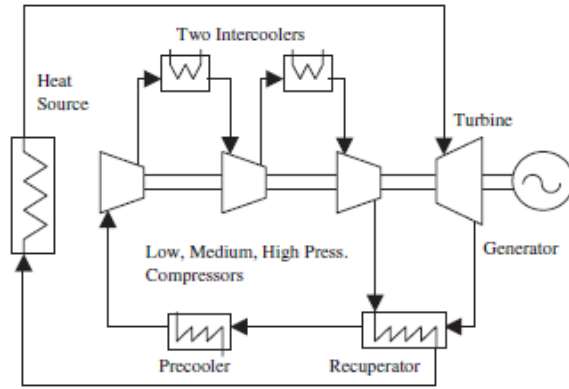 Two Intercoolers
Heat
Source
Turbine
Low, Medium, High Press.
Compressors
Generator
Precooler
Recuperator